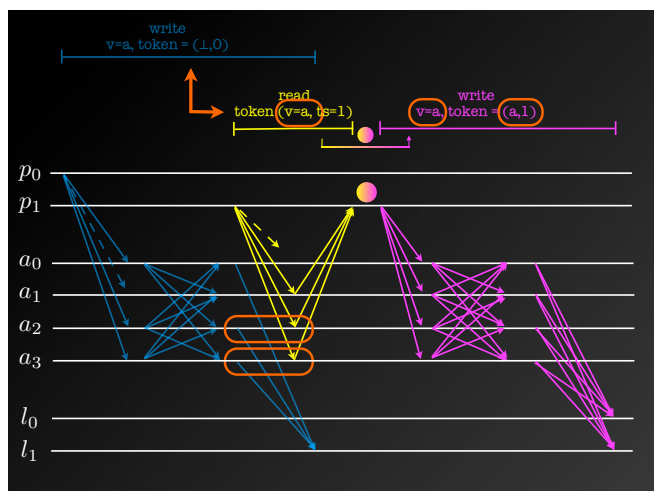 write
v=a, token = (⊥,0)
read
token (v=a, ts=1)
write
v=a, token = (a,1)
p₀
p₁
a₀
a₁
a₂
a₃
l₀
l₁